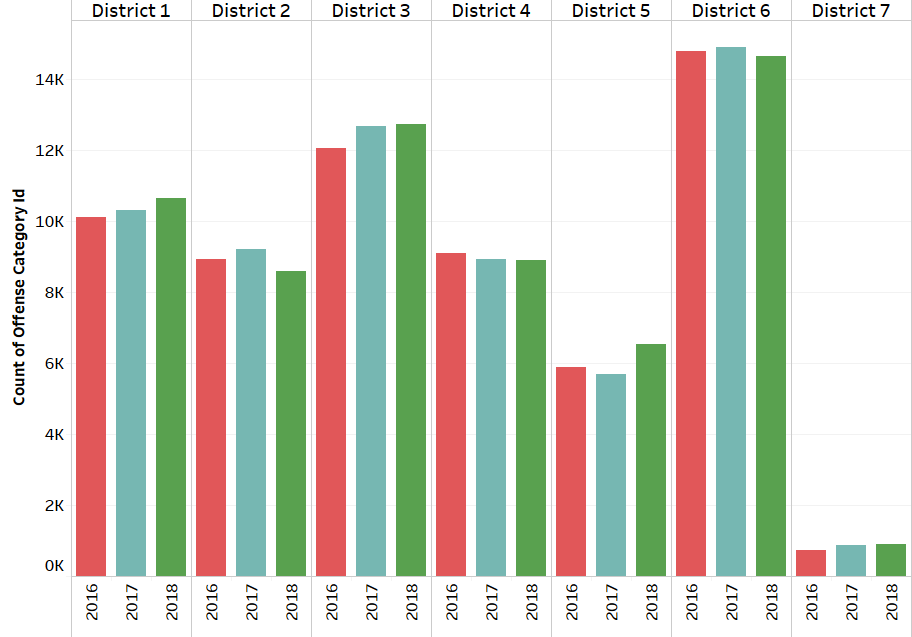 District 1 District 2 District 3 District 4 District 5 District 6 District 7
Count of Offense Category Id
14K
12K
10K
8K
6K
4K
2K
0K
2016 2017 2018 2016 2017 2018 2016 2017 2018 2016 2017 2018 2016 2017 2018 2016 2017 2018 2016 2017 2018